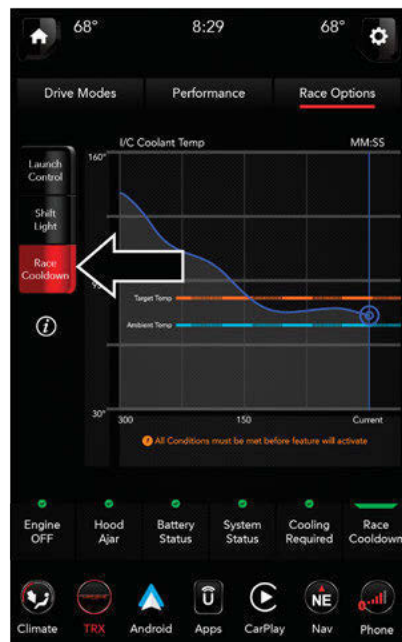 68° 8:29 68°
Drive Modes Performance Race Options
I/C Coolant Temp MM:SS
160°
Launch
Control
Shift
Light
Race
Cooldown
Target Temp
Ambient Temp
30°
300 150 Current
All Conditions must be met before feature will activate
Engine Hood Battery System Cooling Race
OFF Ajar Status Status Required Cooldown
NE
Climate TRX Android Apps CarPlay Nav Phone